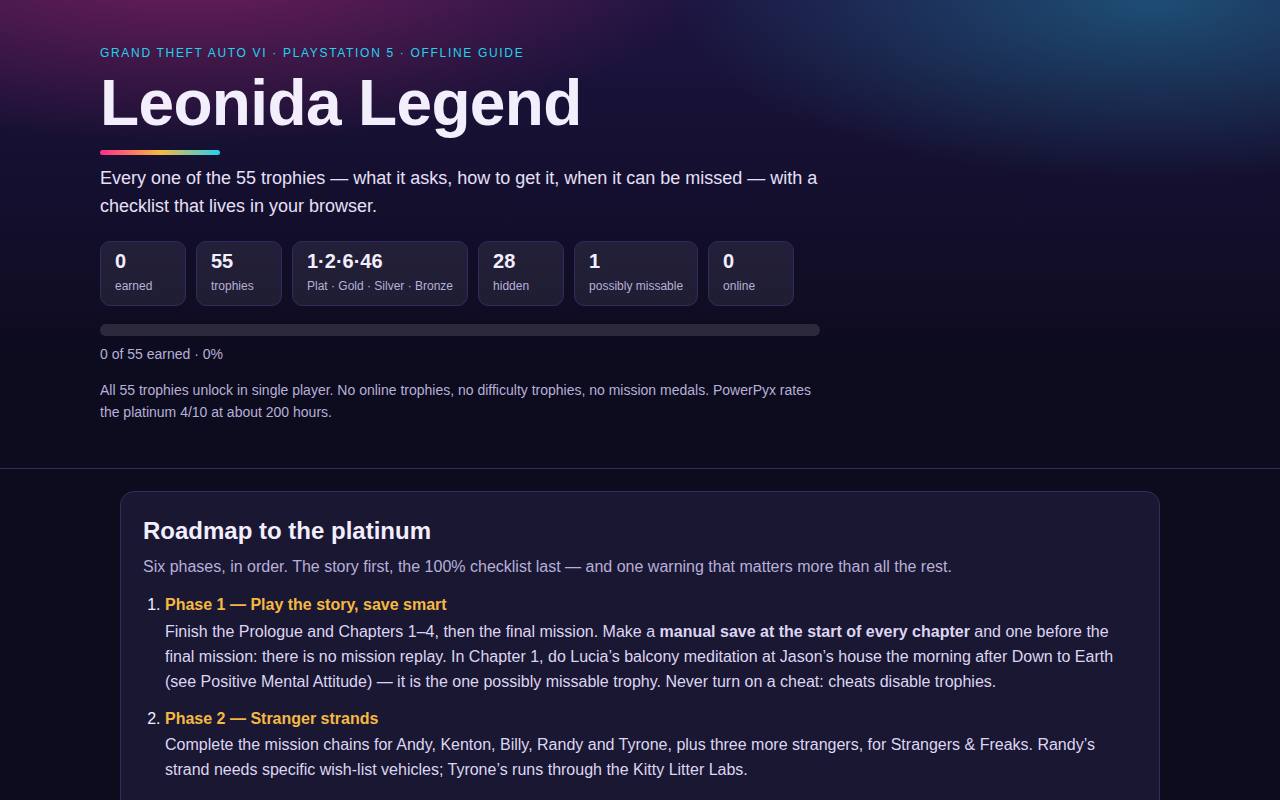 GRAND THEFT AUTO VI · PLAYSTATION 5 · OFFLINE GUIDE
Leonida Legend
Every one of the 55 trophies — what it asks, how to get it, when it can be missed — with a
checklist that lives in your browser.
0
earned
55
trophies
1·2·6·46
Plat · Gold · Silver · Bronze
28
hidden
1
possibly missable
0
online
0 of 55 earned · 0%
All 55 trophies unlock in single player. No online trophies, no difficulty trophies, no mission medals. PowerPyx rates
the platinum 4/10 at about 200 hours.
Roadmap to the platinum
Six phases, in order. The story first, the 100% checklist last — and one warning that matters more than all the rest.
1. Phase 1 — Play the story, save smart
Finish the Prologue and Chapters 1–4, then the final mission. Make a manual save at the start of every chapter and one before the
final mission: there is no mission replay. In Chapter 1, do Lucia’s balcony meditation at Jason’s house the morning after Down to Earth
(see Positive Mental Attitude) — it is the one possibly missable trophy. Never turn on a cheat: cheats disable trophies.
2. Phase 2 — Stranger strands
Complete the mission chains for Andy, Kenton, Billy, Randy and Tyrone, plus three more strangers, for Strangers & Freaks. Randy’s
strand needs specific wish-list vehicles; Tyrone’s runs through the Kitty Litter Labs.